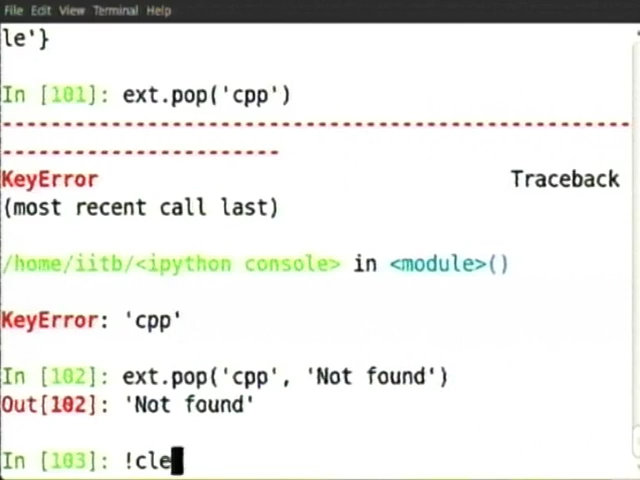 File Edit View Terminal Help
le'}
In [101]: ext.pop('cpp')
--------------------------------------------------------------------
------------------------------
KeyError Traceback
(most recent call last)
/home/iitb/<ipython console> in <module>()
KeyError: 'cpp'
In [102]: ext.pop('cpp', 'Not found')
Out[102]: 'Not found'
In [103]: !cle